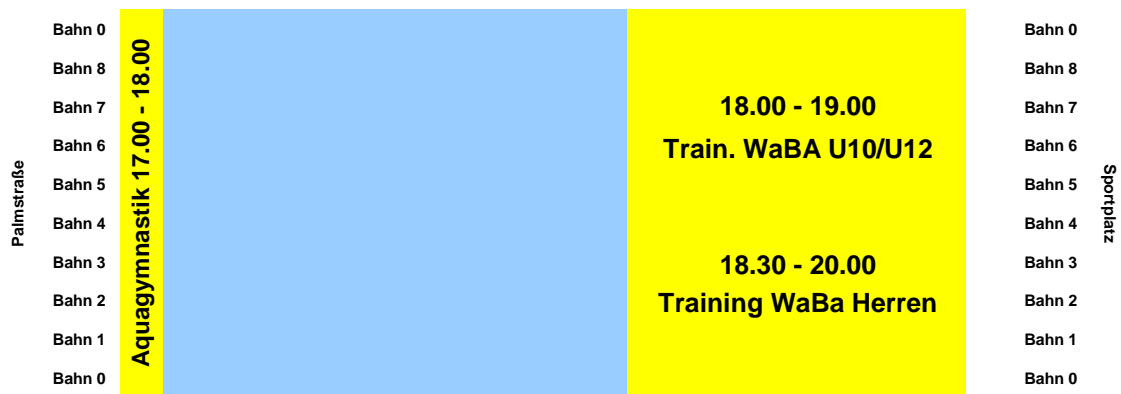 Palmstraße
Bahn 0
Bahn 8
Bahn 7
Bahn 6
Bahn 5
Bahn 4
Bahn 3
Bahn 2
Bahn 1
Bahn 0
Aquagymnastik 17.00 - 18.00
18.00 - 19.00
Train. WaBA U10/U12
18.30 - 20.00
Training WaBa Herren
Bahn 0
Bahn 8
Bahn 7
Bahn 6
Bahn 5
Bahn 4
Bahn 3
Bahn 2
Bahn 1
Bahn 0
Sportplatz